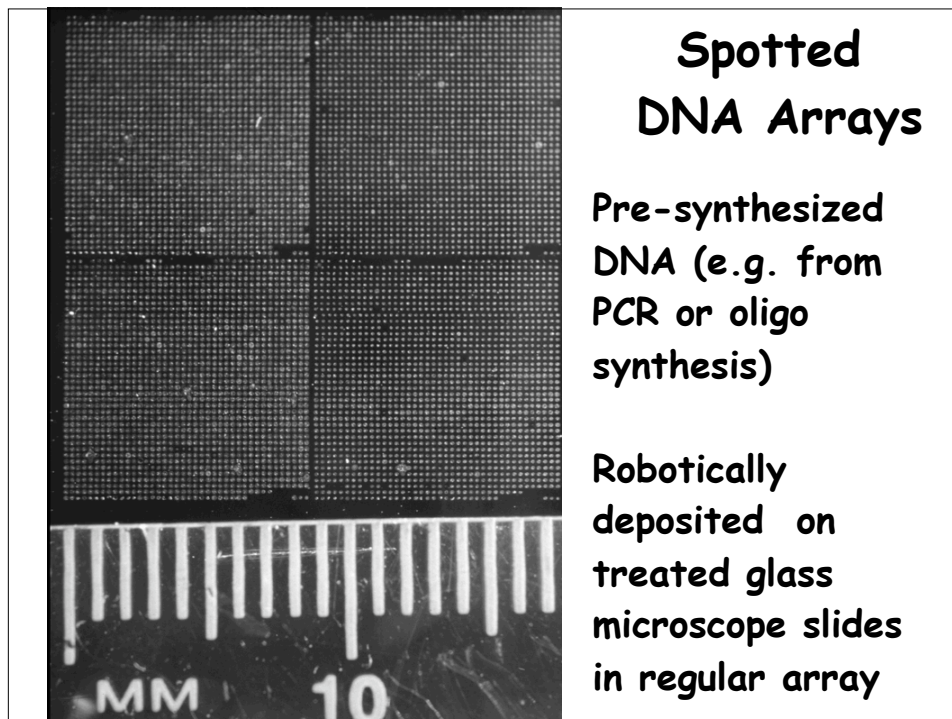 Spotted
DNA Arrays
Pre-synthesized
DNA (e.g. from
PCR or oligo
synthesis)
Robotically
deposited on
treated glass
microscope slides
in regular array
MM 10